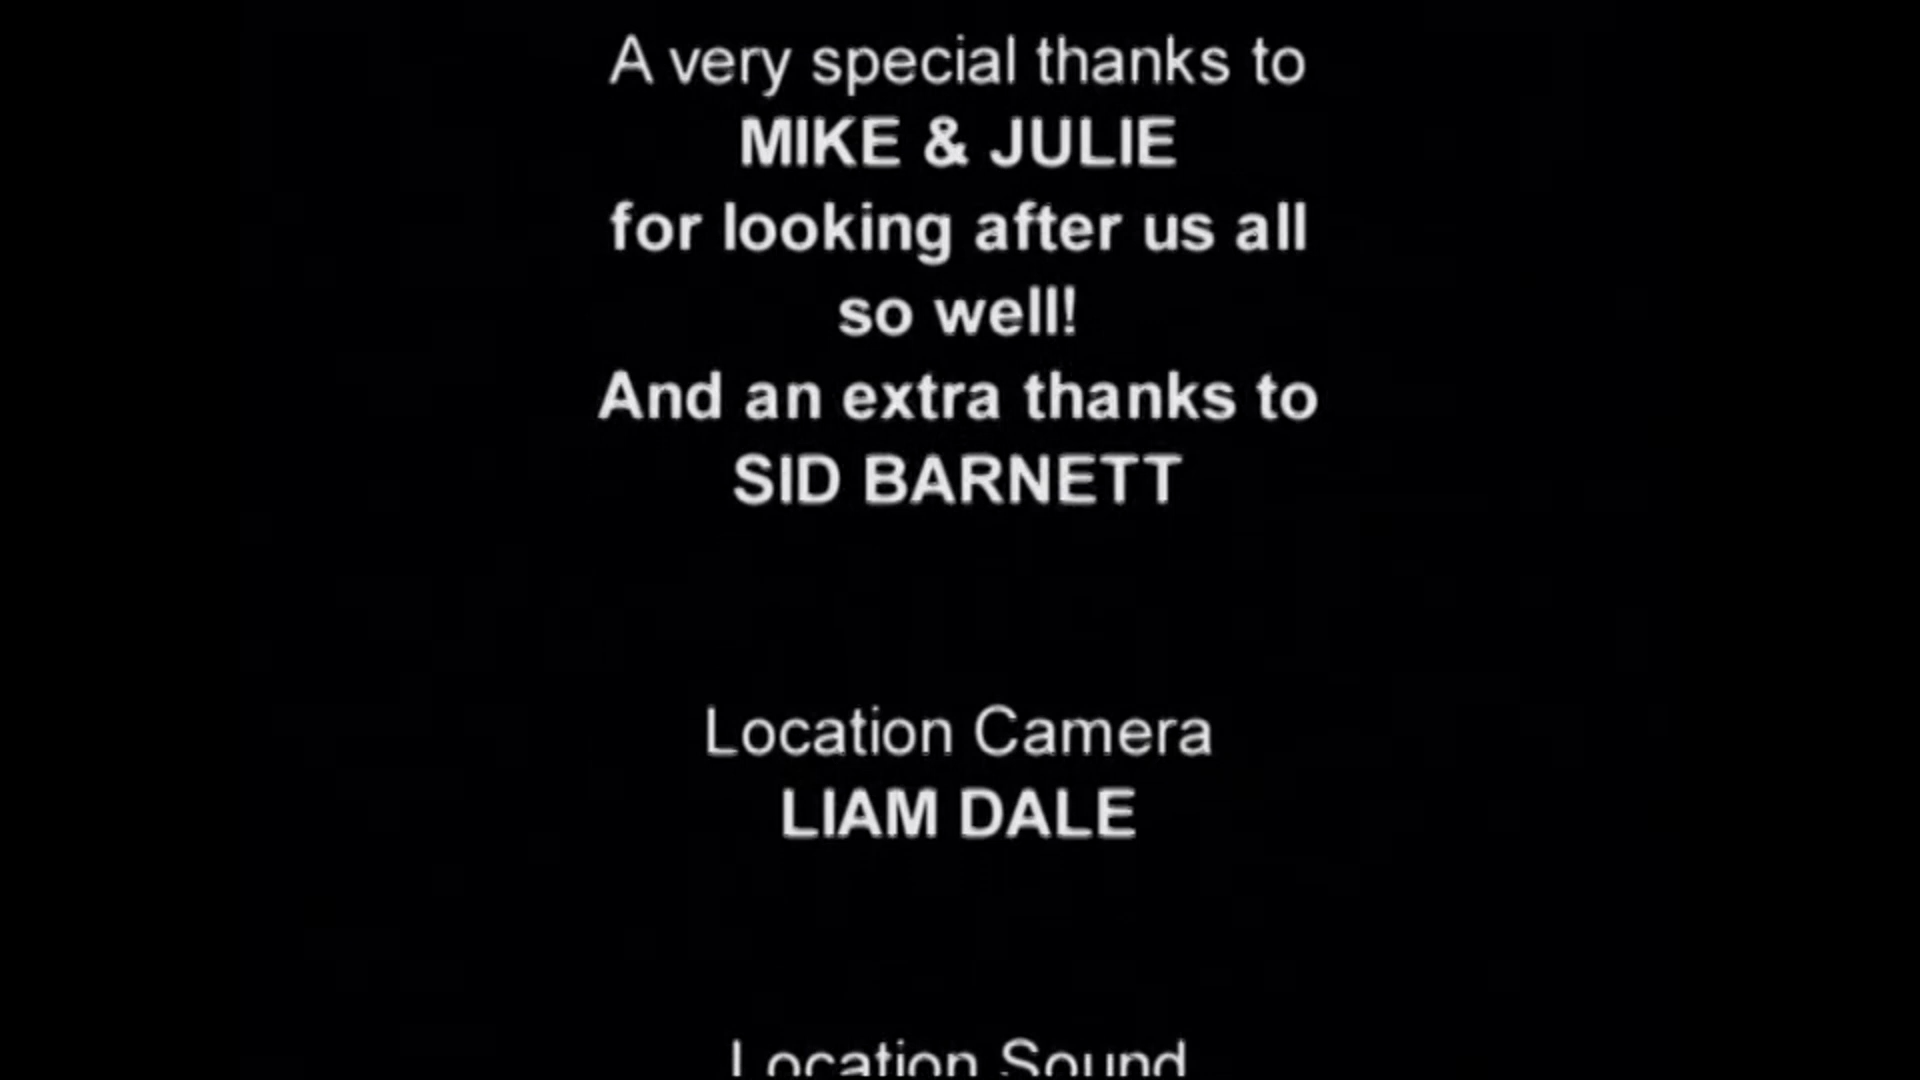 A very special thanks to
MIKE & JULIE
for looking after us all
so well!
And an extra thanks to
SID BARNETT
Location Camera
LIAM DALE
Location Sound